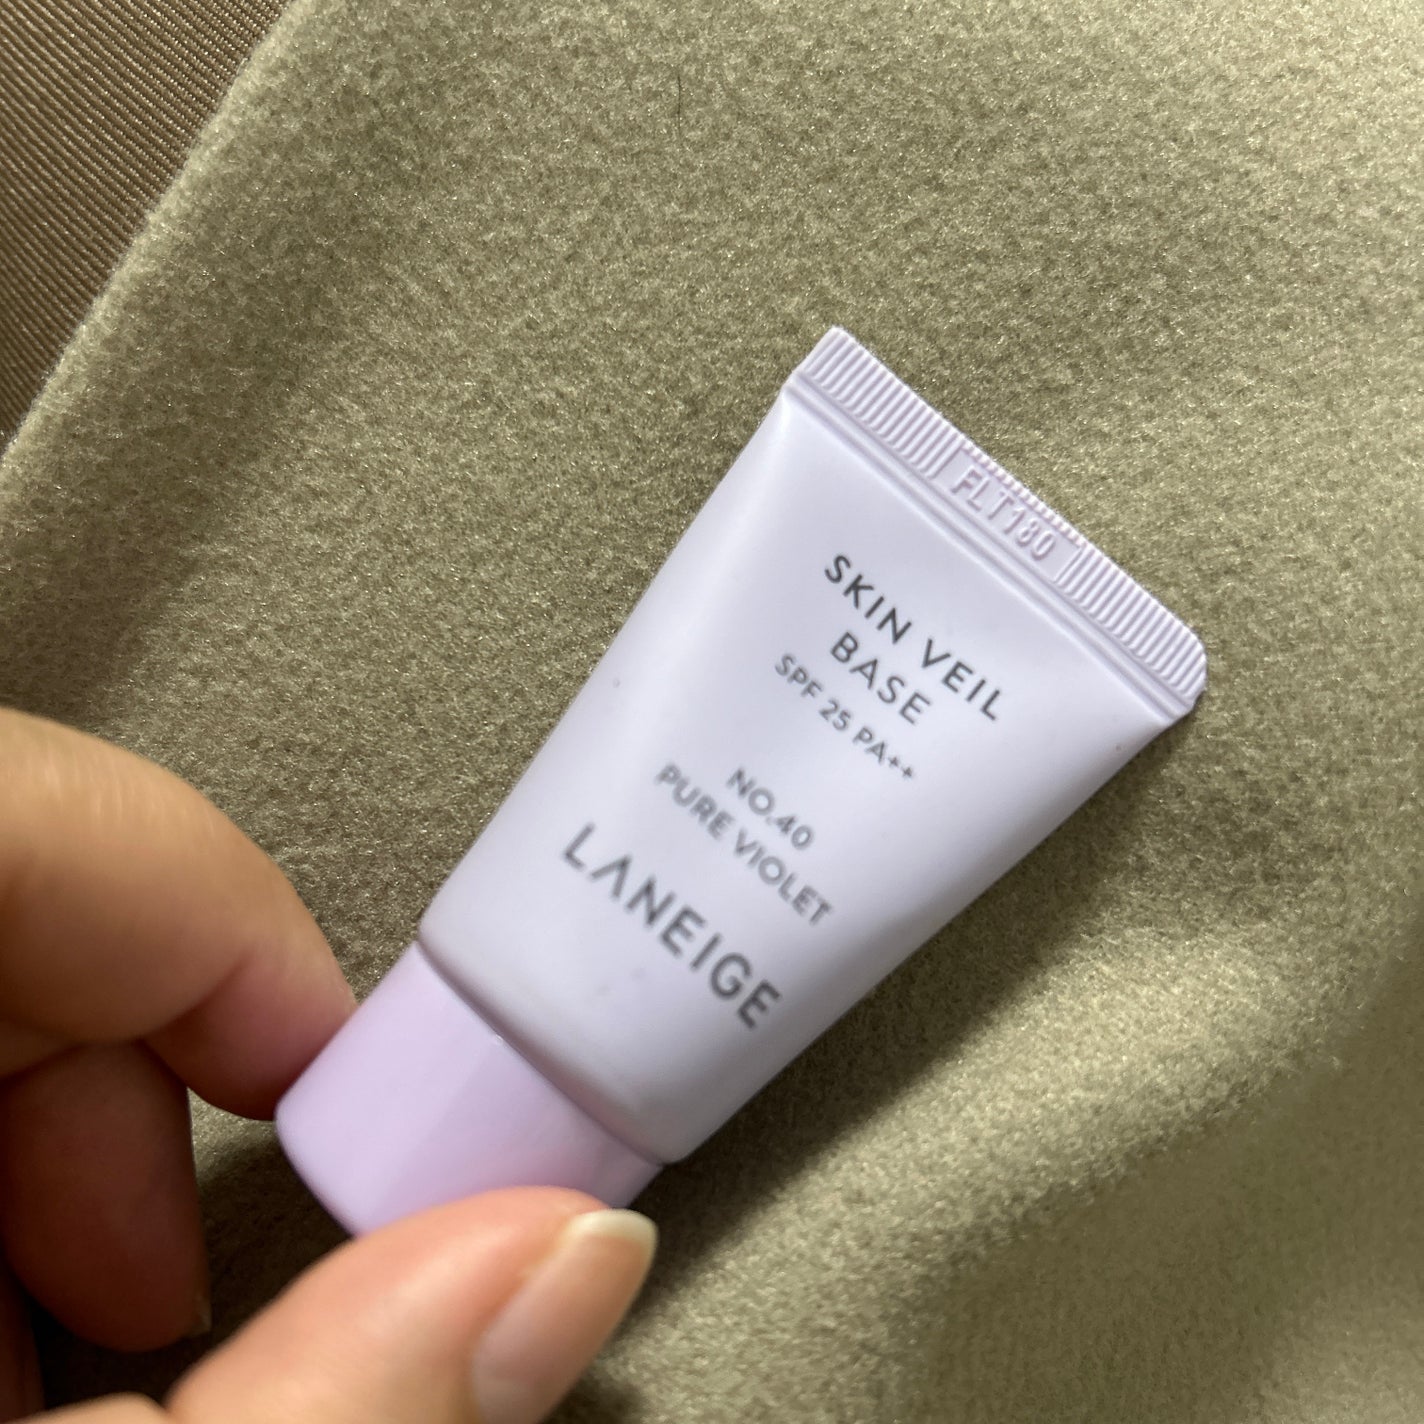 FLT180
SKIN VEIL
BASE
SPF 25 PA++
NO.40
PURE VIOLET
LANEIGE